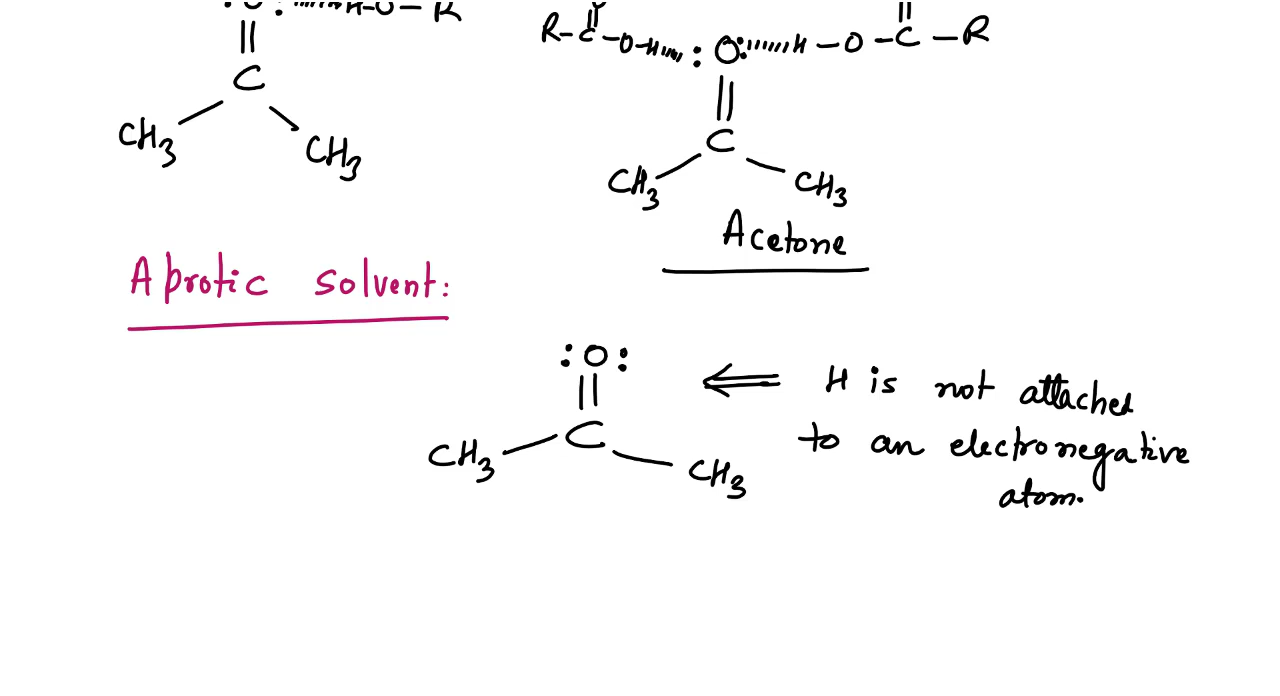 H-O-R
R-C-O-H :O: H-O-C-R
C
C
CH3 CH3
CH3 CH3
Acetone
Aprotic solvent:
:O:
H is not attached
C to an electronegative
CH3 CH3
atom.